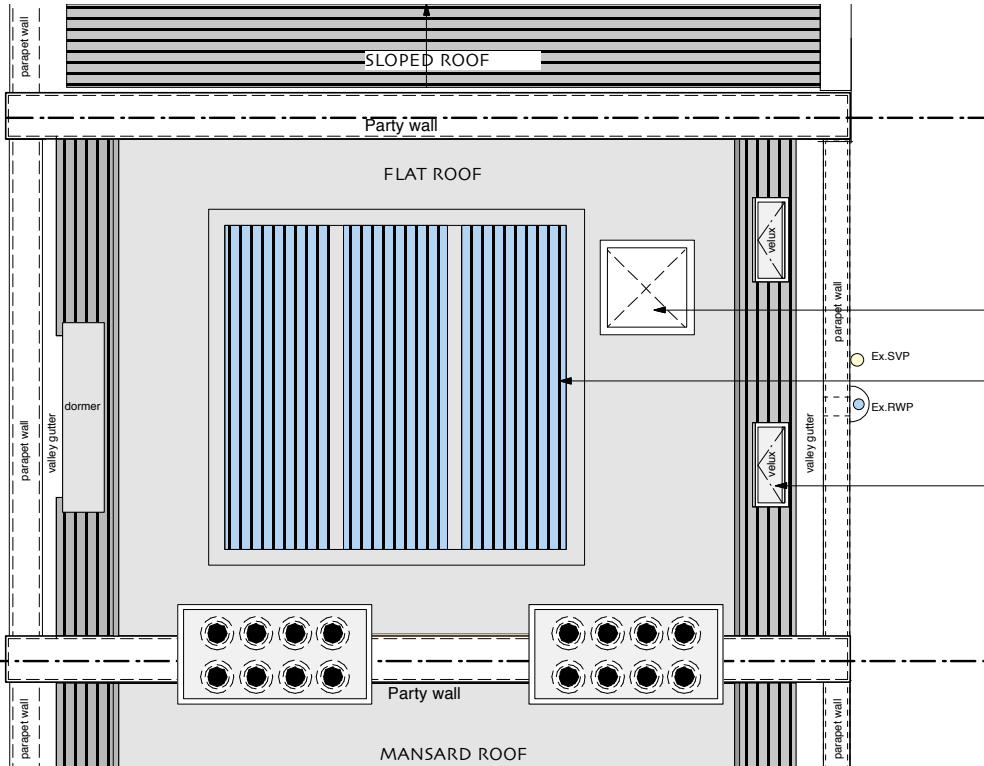 parapet wall
SLOPED ROOF
Party wall
FLAT ROOF
velux
parapet wall
Ex.SVP
dormer
Ex.RWP
parapet wall
valley gutter
velux
valley gutter
Party wall
parapet wall
parapet wall
MANSARD ROOF